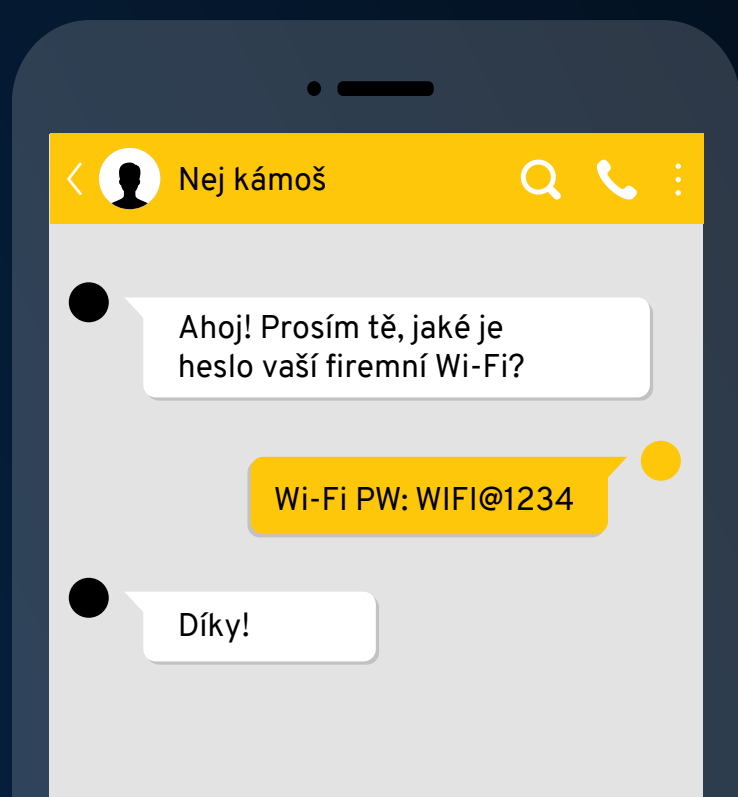 Nej kámoš
Ahoj! Prosím tě, jaké je
heslo vaší firemní Wi-Fi?
Wi-Fi PW: WIFI@1234
Díky!